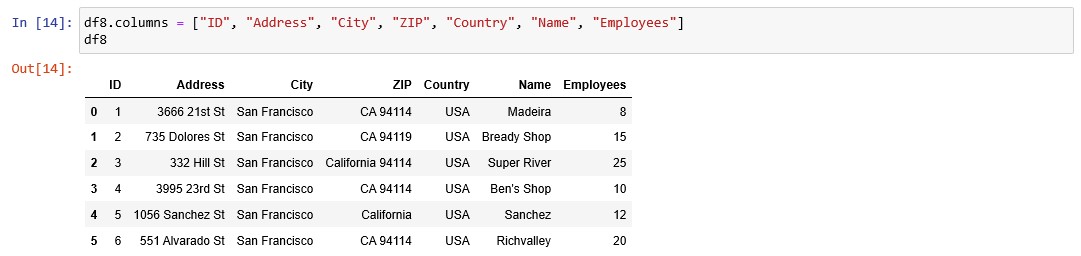 In [14]: df8.columns = ["ID", "Address", "City", "ZIP", "Country", "Name", "Employees"]
df8
Out[14]:
ID Address City ZIP Country Name Employees
0 1 3666 21st St San Francisco CA 94114 USA Madeira 8
1 2 735 Dolores St San Francisco CA 94119 USA Bready Shop 15
2 3 332 Hill St San Francisco California 94114 USA Super River 25
3 4 3995 23rd St San Francisco CA 94114 USA Ben's Shop 10
4 5 1056 Sanchez St San Francisco California USA Sanchez 12
5 6 551 Alvarado St San Francisco CA 94114 USA Richvalley 20